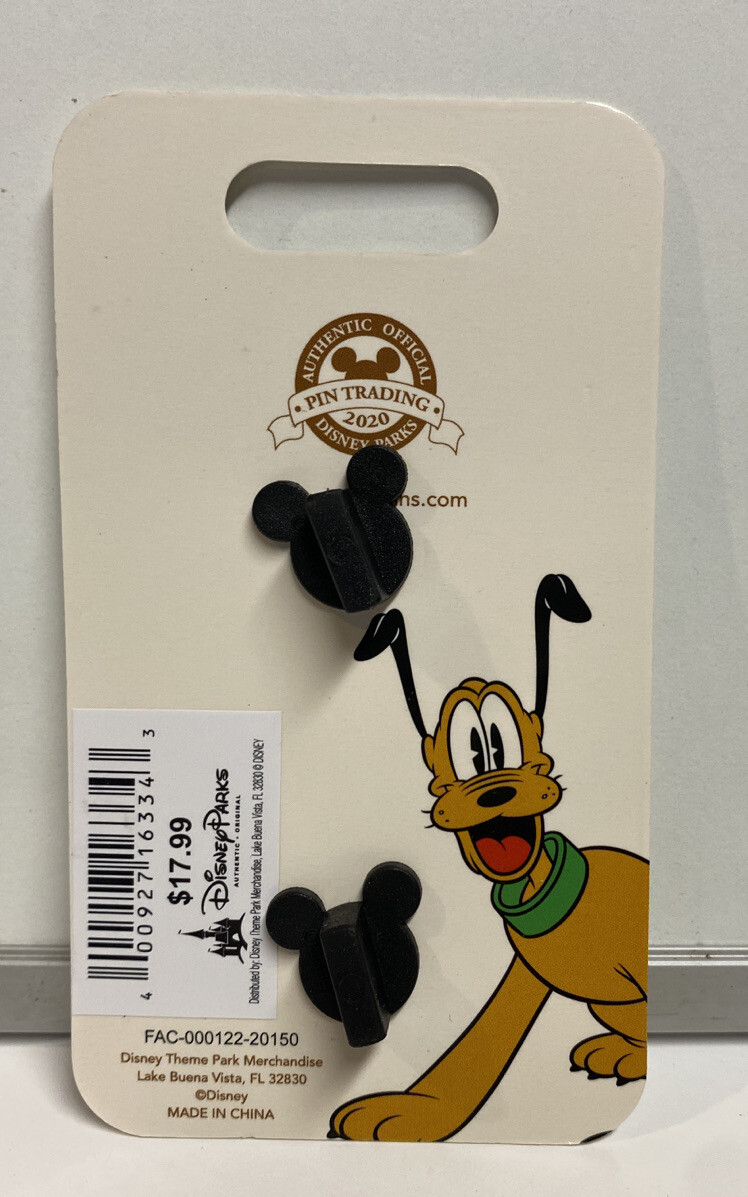 AUTHENTIC OFFICIAL
PIN TRADING
2020
DISNEY PARKS
ns.com
4 00927 16334 3
$17.99
Disney Parks
AUTHENTIC • ORIGINAL
Distributed by: Disney Theme Park Merchandise, Lake Buena Vista, FL 32830 © DISNEY
FAC-000122-20150
Disney Theme Park Merchandise
Lake Buena Vista, FL 32830
©Disney
MADE IN CHINA